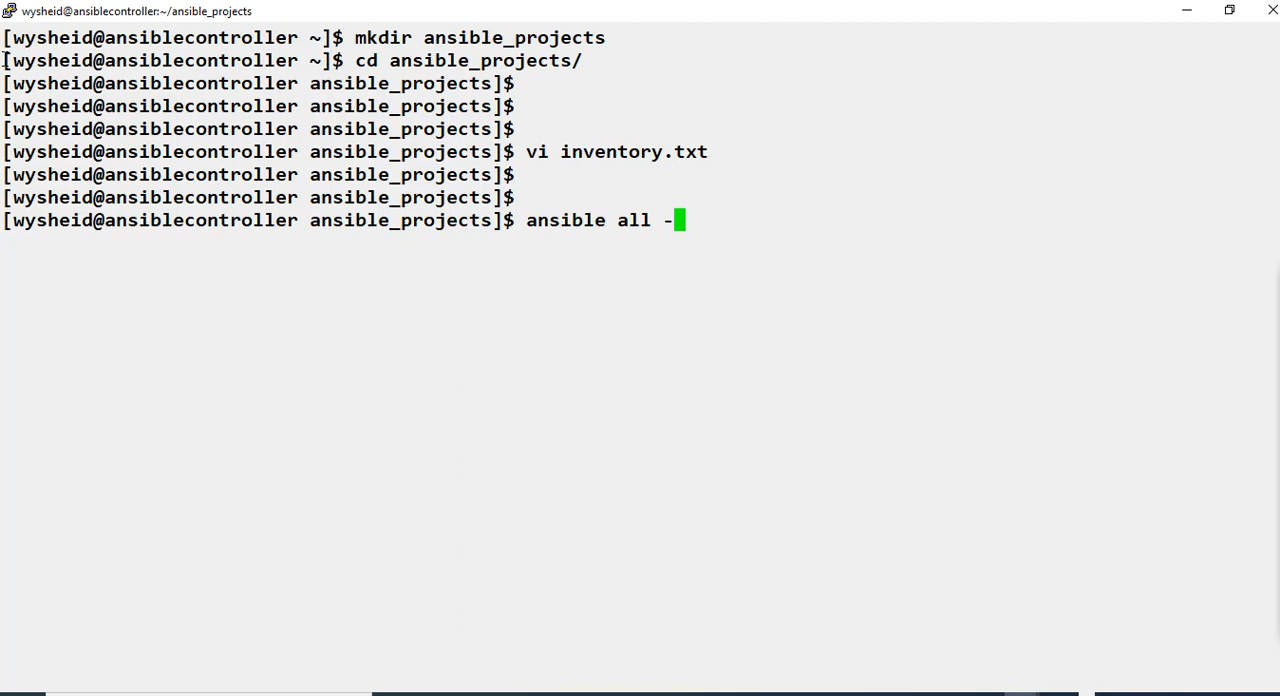 wysheid@ansiblecontroller:~/ansible_projects
[wysheid@ansiblecontroller ~]$ mkdir ansible_projects
[wysheid@ansiblecontroller ~]$ cd ansible_projects/
[wysheid@ansiblecontroller ansible_projects]$
[wysheid@ansiblecontroller ansible_projects]$
[wysheid@ansiblecontroller ansible_projects]$
[wysheid@ansiblecontroller ansible_projects]$ vi inventory.txt
[wysheid@ansiblecontroller ansible_projects]$
[wysheid@ansiblecontroller ansible_projects]$
[wysheid@ansiblecontroller ansible_projects]$ ansible all -